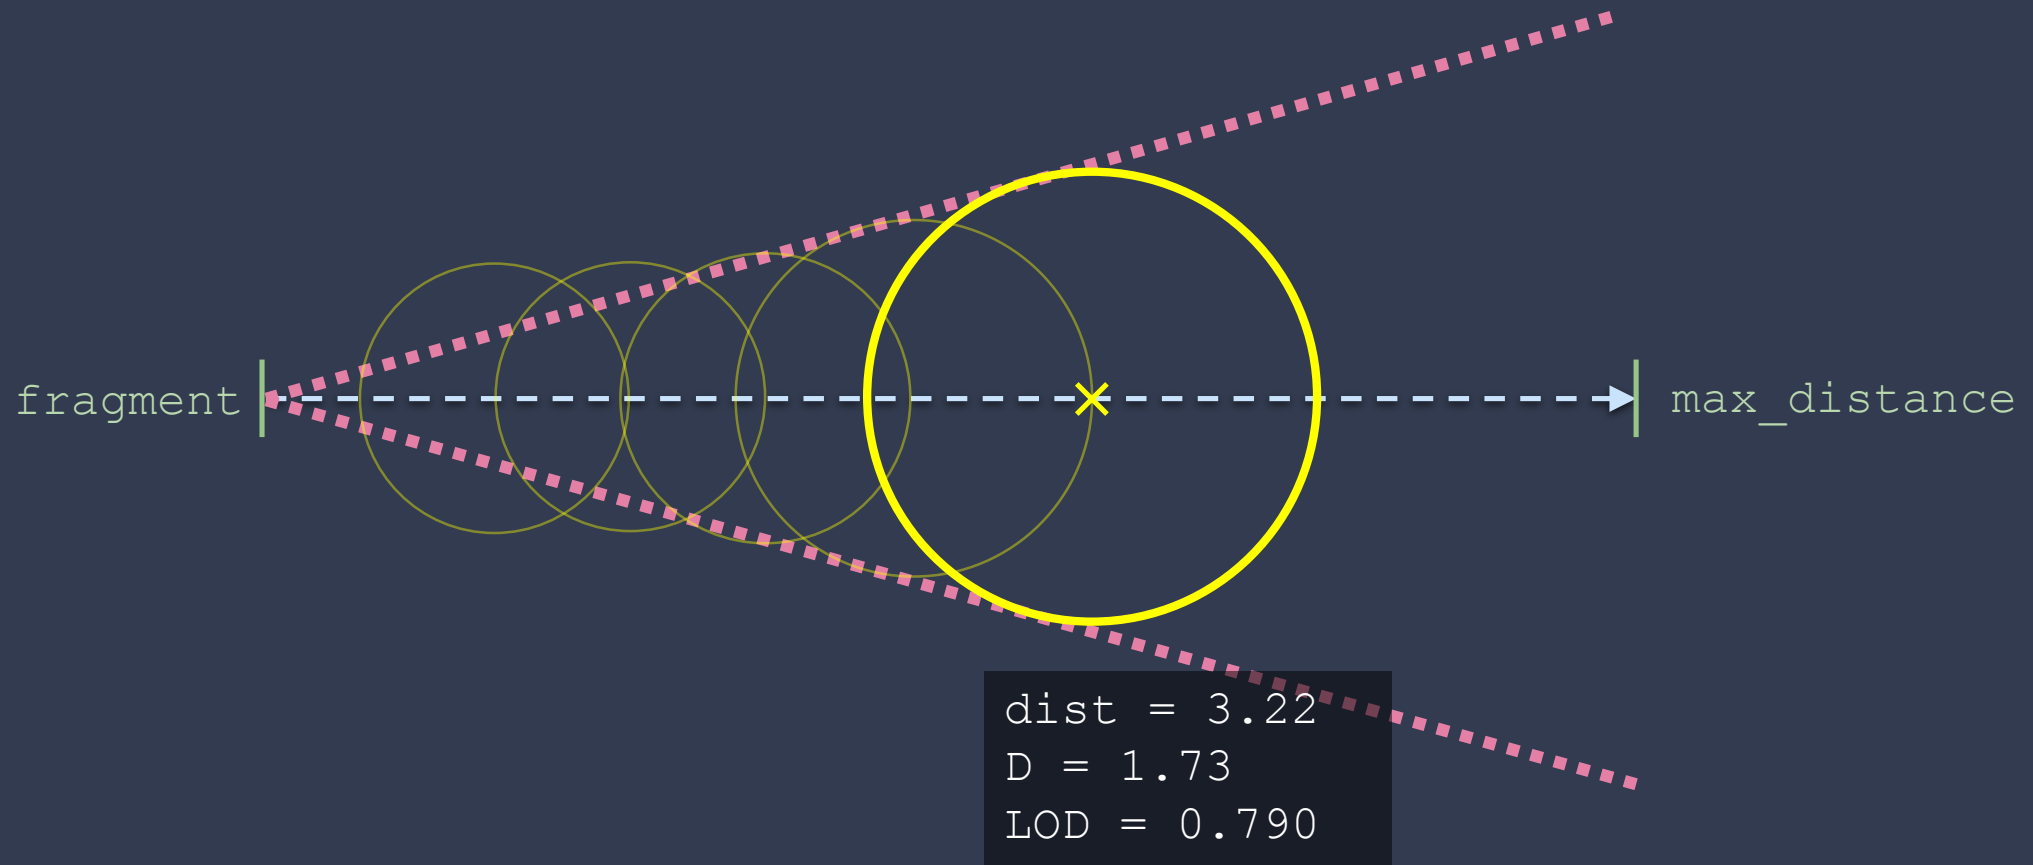 fragment
max_distance
dist = 3.22
D = 1.73
LOD = 0.790